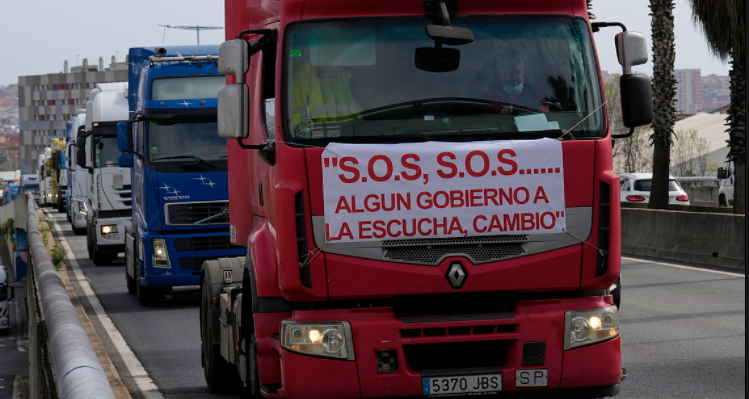 "S.O.S, S.O.S......
ALGUN GOBIERNO A
LA ESCUCHA, CAMBIO"
VOLVO
5370 JBS
SP